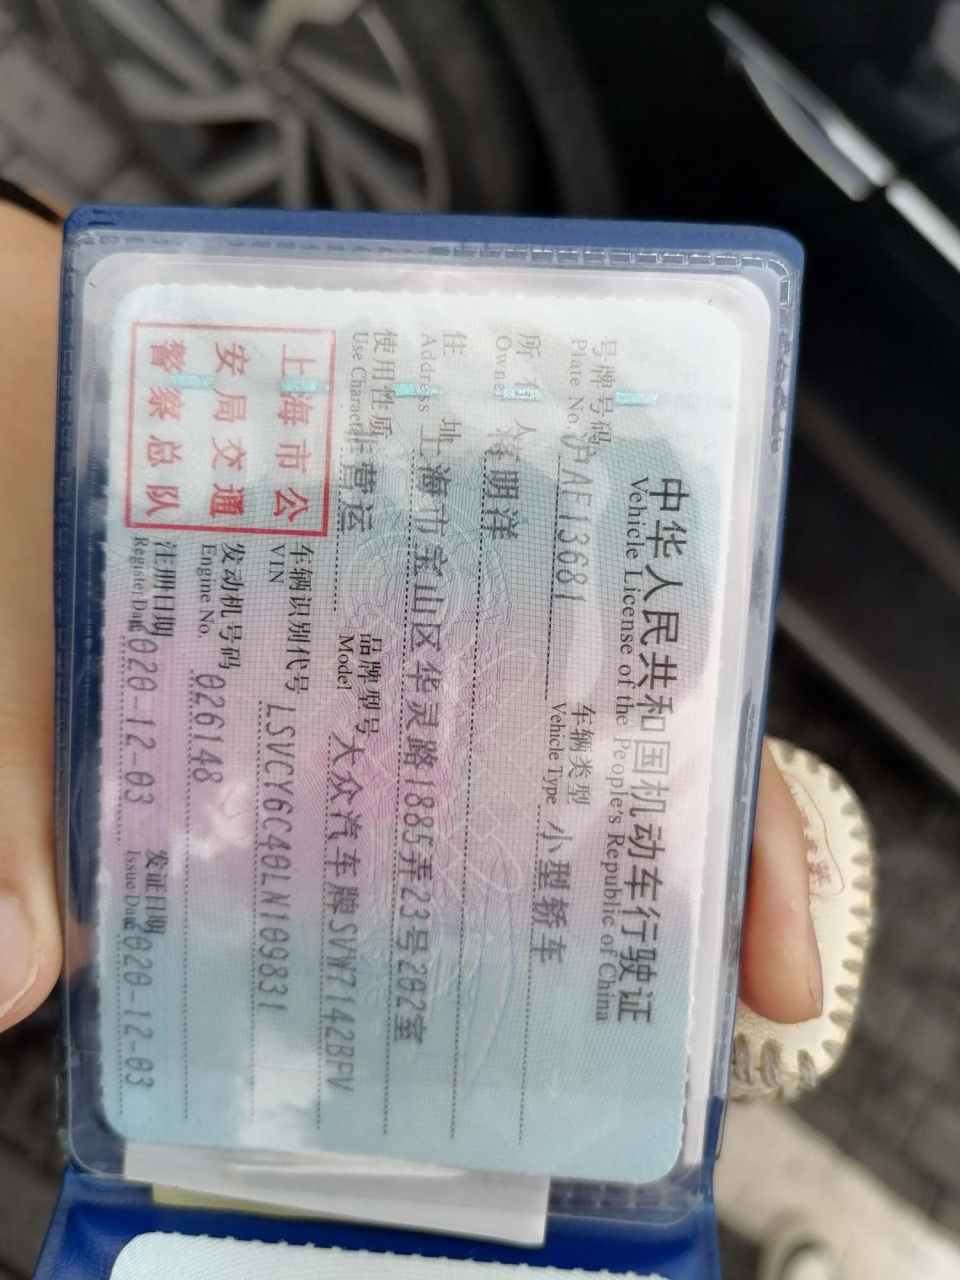 中华人民共和国机动车行驶证
Vehicle License of the People's Republic of China
号牌号码 沪AF13681 车辆类型 小型轿车
Plate No. Vehicle Type
所有人 明洋
Owner
住址 上海市宝山区华灵路1885弄23号202室
Address
使用性质 非营运 品牌型号 大众汽车牌SVW7142BPV
Use Character Model
上海市公安局交通警察总队
车辆识别代号 LSVCY6C40LN109831
VIN
发动机号码 026148
Engine No.
注册日期 2020-12-03 发证日期 2020-12-03
Register Date Issue Date